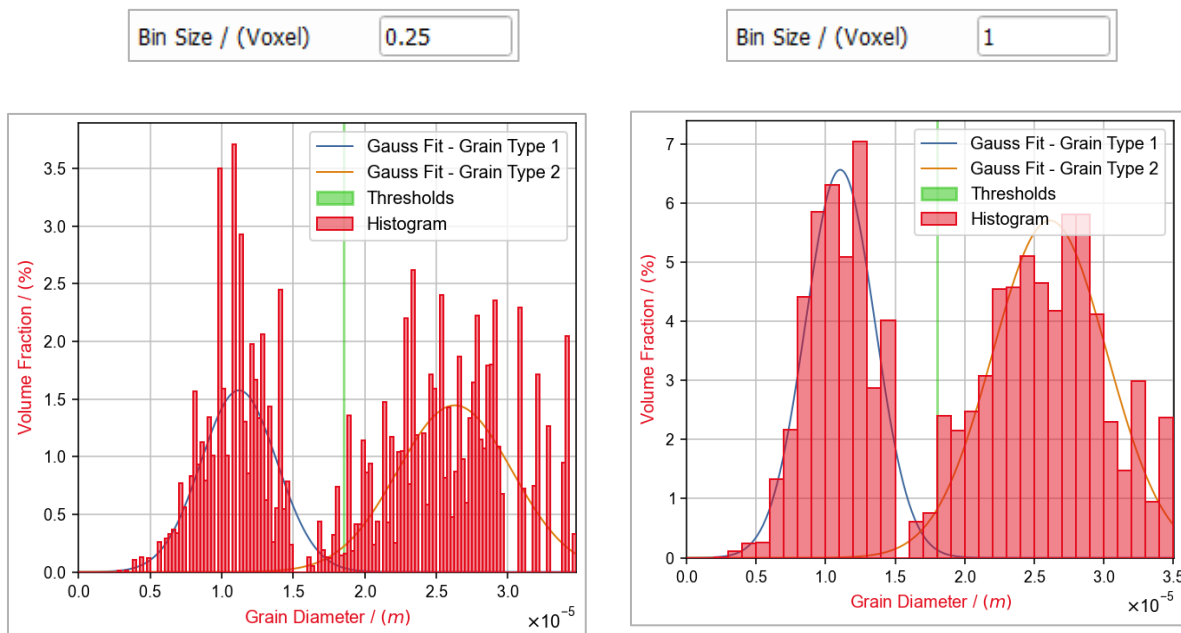 Bin Size / (Voxel) 0.25
Bin Size / (Voxel) 1
Volume Fraction / (%)
3.5
3.0
2.5
2.0
1.5
1.0
0.5
0.0
Gauss Fit - Grain Type 1
Gauss Fit - Grain Type 2
Thresholds
Histogram
0.0 0.5 1.0 1.5 2.0 2.5 3.0
Grain Diameter / (m)
×10⁻⁵
Volume Fraction / (%)
7
6
5
4
3
2
1
0
Gauss Fit - Grain Type 1
Gauss Fit - Grain Type 2
Thresholds
Histogram
0.0 0.5 1.0 1.5 2.0 2.5 3.0 3.5
Grain Diameter / (m)
×10⁻⁵